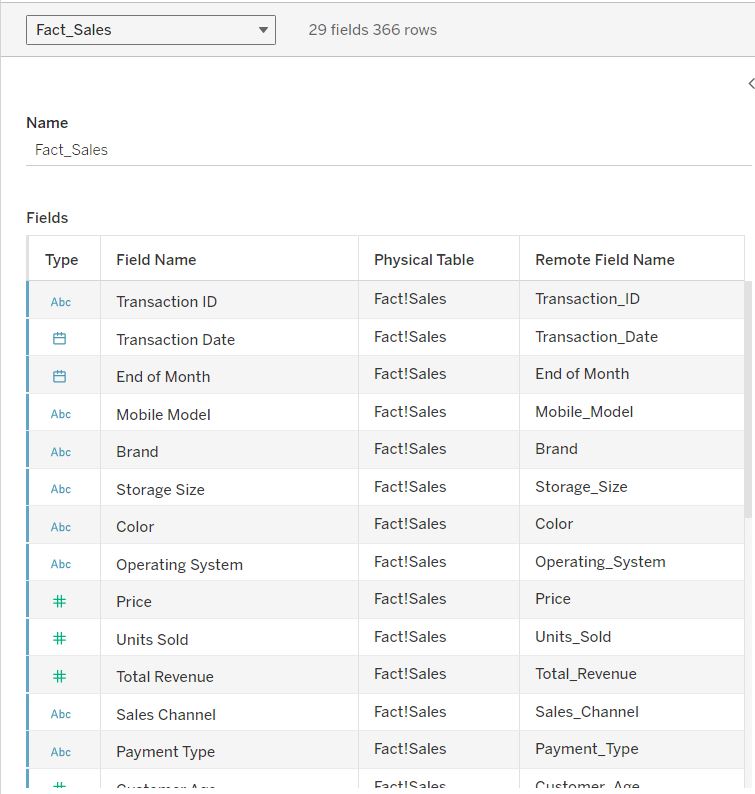 Fact_Sales 29 fields 366 rows
Name
Fact_Sales
Fields
Type Field Name Physical Table Remote Field Name
Abc Transaction ID Fact!Sales Transaction_ID
Transaction Date Fact!Sales Transaction_Date
End of Month Fact!Sales End of Month
Abc Mobile Model Fact!Sales Mobile_Model
Abc Brand Fact!Sales Brand
Abc Storage Size Fact!Sales Storage_Size
Abc Color Fact!Sales Color
Abc Operating System Fact!Sales Operating_System
# Price Fact!Sales Price
# Units Sold Fact!Sales Units_Sold
# Total Revenue Fact!Sales Total_Revenue
Abc Sales Channel Fact!Sales Sales_Channel
Abc Payment Type Fact!Sales Payment_Type
# Customer Age Fact!Sales Customer_Age